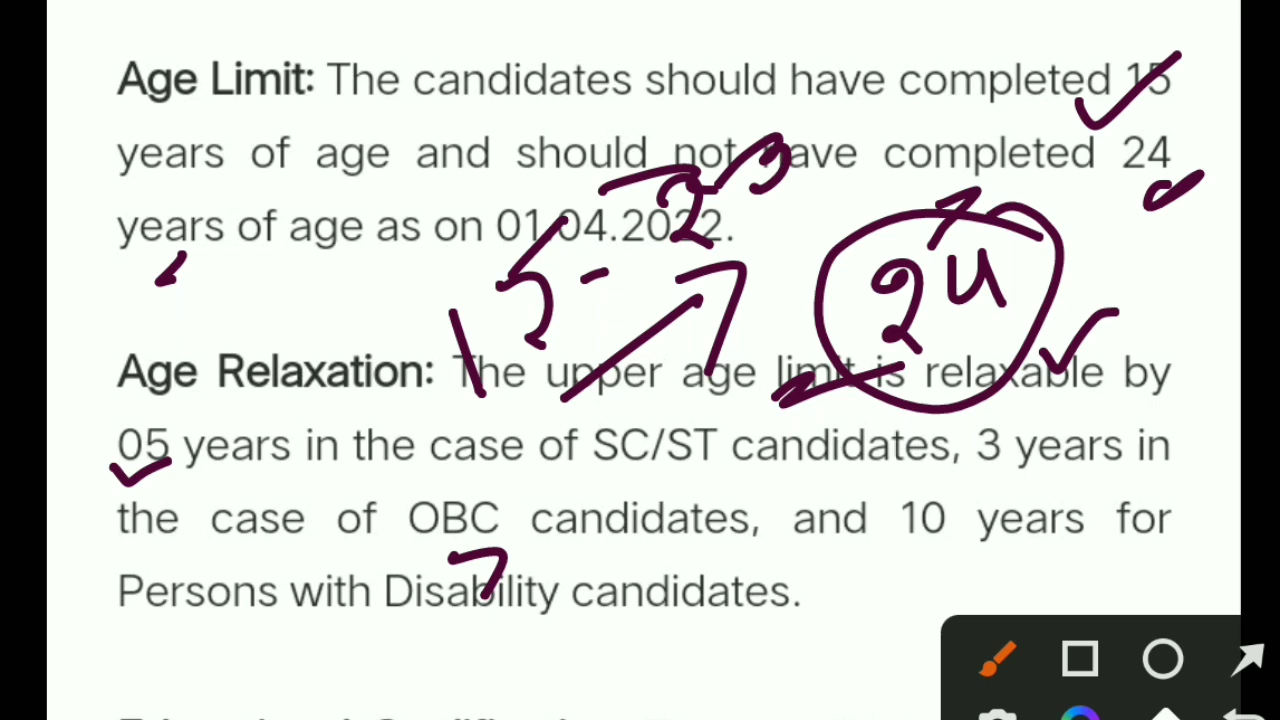 Age Limit: The candidates should have completed 15
years of age and should not have completed 24
years of age as on 01.04.2022.
24
Age Relaxation: The upper age limit is relaxable by
05 years in the case of SC/ST candidates, 3 years in
the case of OBC candidates, and 10 years for
Persons with Disability candidates.